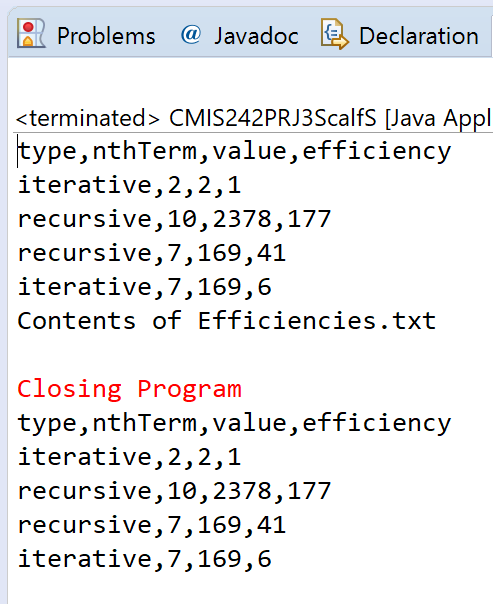 Problems @ Javadoc Declaration
<terminated> CMIS242PRJ3ScalfS [Java Appl
type,nthTerm,value,efficiency
iterative,2,2,1
recursive,10,2378,177
recursive,7,169,41
iterative,7,169,6
Contents of Efficiencies.txt
Closing Program
type,nthTerm,value,efficiency
iterative,2,2,1
recursive,10,2378,177
recursive,7,169,41
iterative,7,169,6